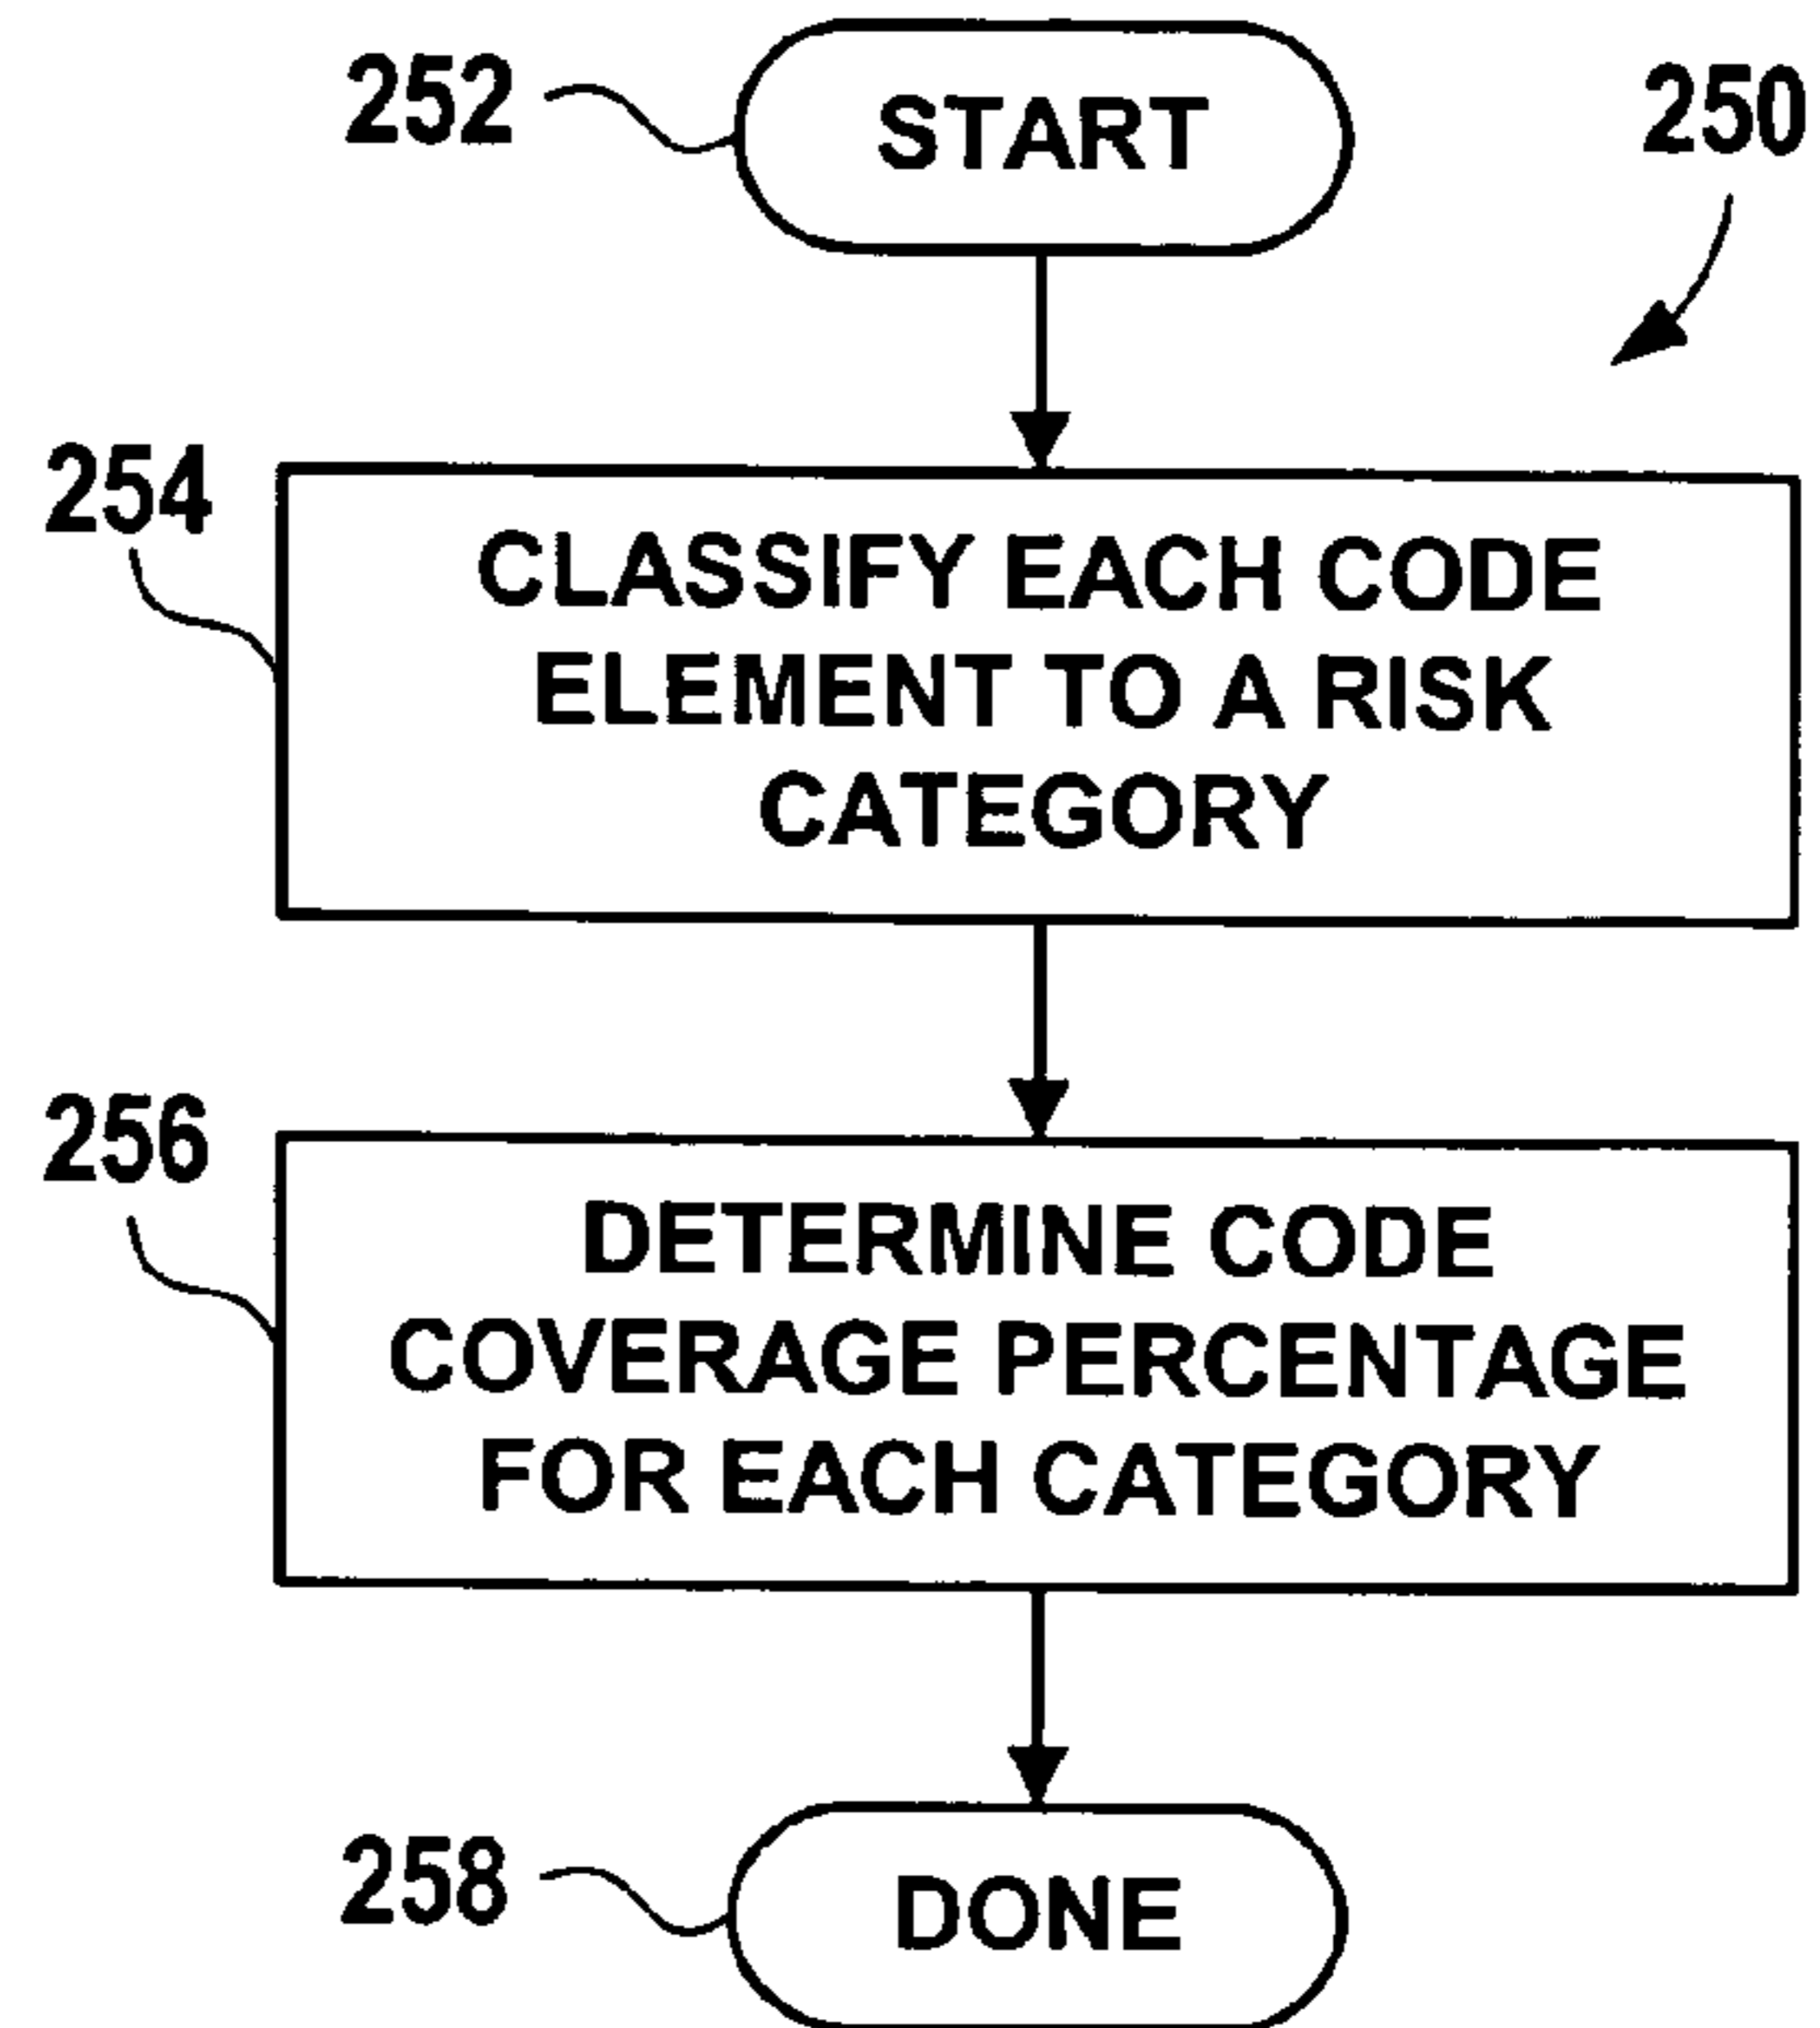 252
START
250
254
CLASSIFY EACH CODE
ELEMENT TO A RISK
CATEGORY
256
DETERMINE CODE
COVERAGE PERCENTAGE
FOR EACH CATEGORY
258
DONE